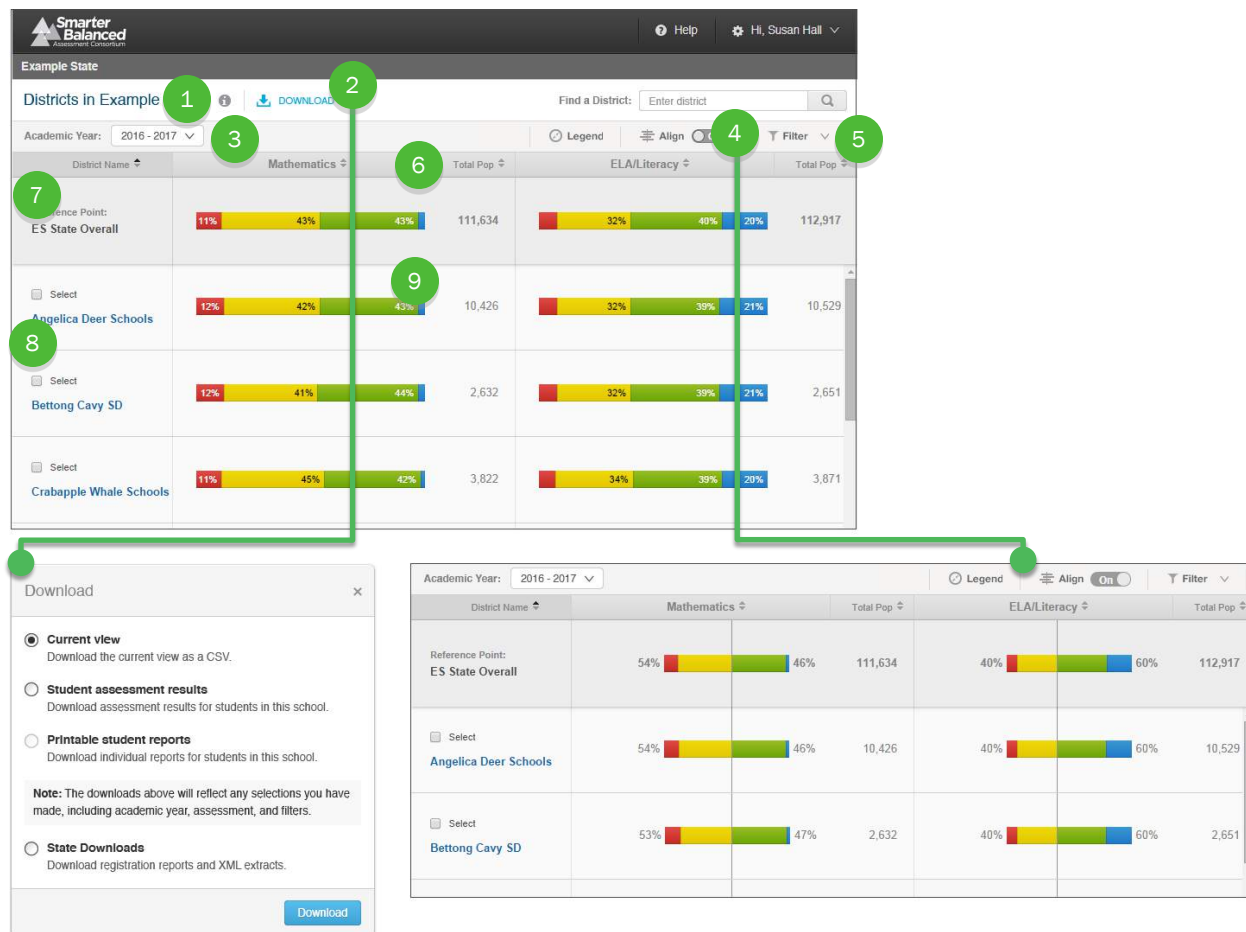 Smarter
Balanced
Assessment Consortium
Help
Hi, Susan Hall
Example State
Districts in Example
1
DOWNLOAD
2
Find a District:
Enter district
Academic Year:
2016 - 2017
3
Legend
Align
4
Filter
5
District Name
Mathematics
6
Total Pop
ELA/Literacy
Total Pop
7
Point:
ES State Overall
11% 43% 43% 111,634 32% 40% 20% 112,917
Select
9
Angelica Deer Schools
12% 42% 43% 10,426 32% 39% 21% 10,529
8
Select
Bettong Cavy SD
12% 41% 44% 2,632 32% 39% 21% 2,651
Select
Crabapple Whale Schools
11% 45% 42% 3,822 34% 39% 20% 3,871
Download
×
Current view
Download the current view as a CSV.
Student assessment results
Download assessment results for students in this school.
Printable student reports
Download individual reports for students in this school.
Note: The downloads above will reflect any selections you have
made, including academic year, assessment, and filters.
State Downloads
Download registration reports and XML extracts.
Download
Academic Year:
2016 - 2017
Legend
Align
On
Filter
District Name
Mathematics
Total Pop
ELA/Literacy
Total Pop
Reference Point:
ES State Overall
54% 46% 111,634 40% 60% 112,917
Select
Angelica Deer Schools
54% 46% 10,426 40% 60% 10,529
Select
Bettong Cavy SD
53% 47% 2,632 40% 60% 2,651